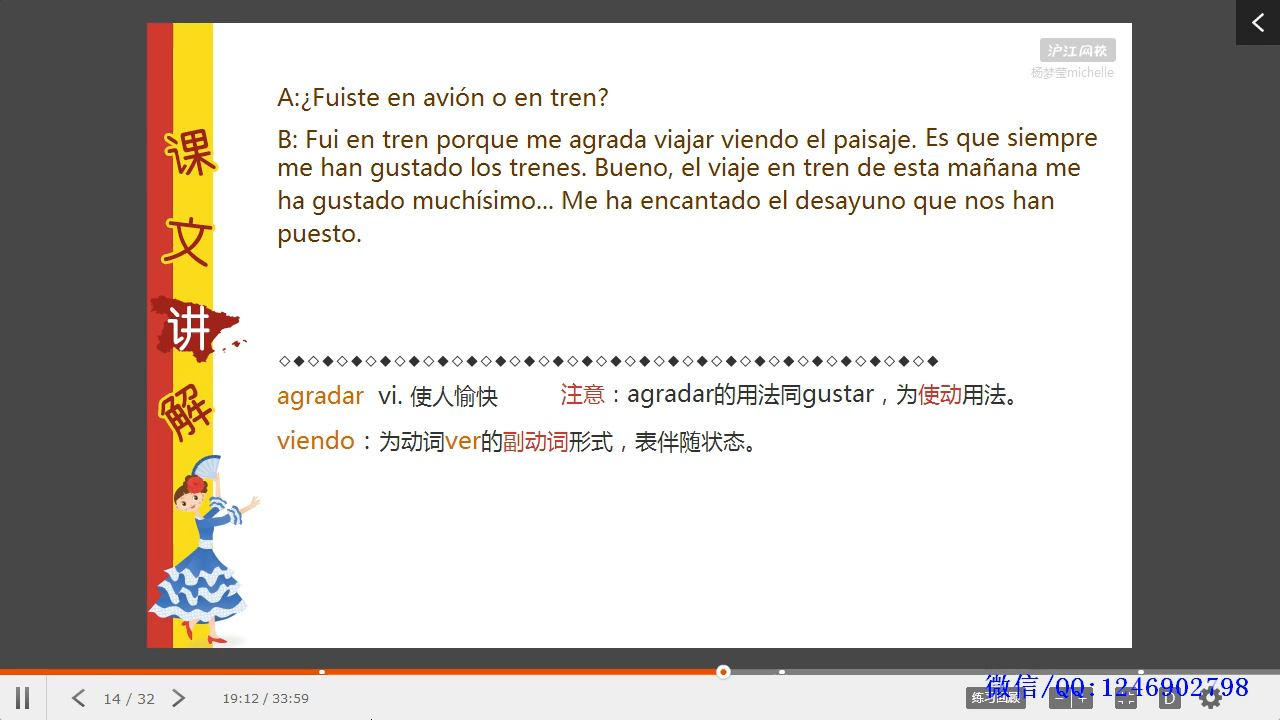 沪江网校
杨梦莹michelle
A:¿Fuiste en avión o en tren?
B: Fui en tren porque me agrada viajar viendo el paisaje. Es que siempre
me han gustado los trenes. Bueno, el viaje en tren de esta mañana me
ha gustado muchísimo... Me ha encantado el desayuno que nos han
puesto.
课
文
讲
解
agradar vi. 使人愉快 注意：agradar的用法同gustar，为使动用法。
viendo：为动词ver的副动词形式，表伴随状态。
14 / 32 19:12 / 33:59
微信/QQ:1246902798
练习回顾
D